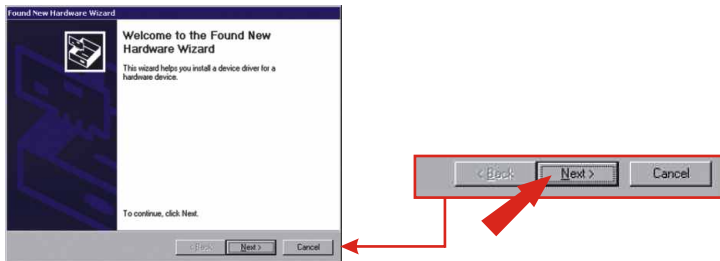 Found New Hardware Wizard
Welcome to the Found New
Hardware Wizard
This wizard helps you install a device driver for a
hardware device.
To continue, click Next.
< Back Next > Cancel
< Back Next > Cancel